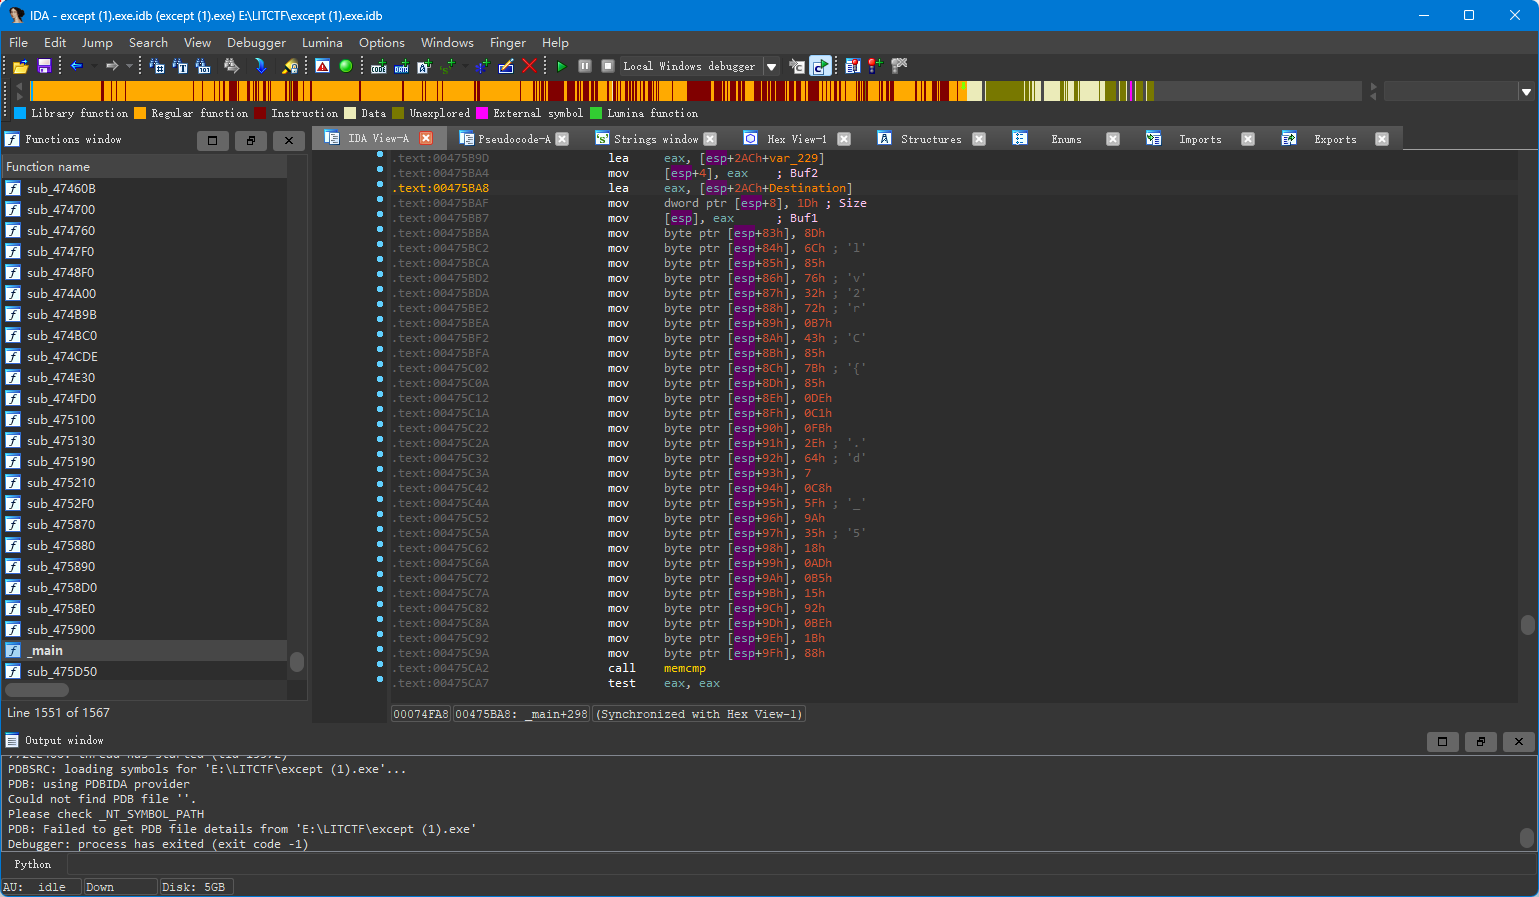 IDA - except (1).exe.idb (except (1).exe) E:\LITCTF\except (1).exe.idb
File Edit Jump Search View Debugger Lumina Options Windows Finger Help
Local Windows debugger
Library function Regular function Instruction Data Unexplored External symbol Lumina function
Functions window
IDA View-A Pseudocode-A Strings window Hex View-1 Structures Enums Imports Exports
Function name
sub_47460B
sub_474700
sub_474760
sub_4747F0
sub_4748F0
sub_474A00
sub_474B9B
sub_474BC0
sub_474CDE
sub_474E30
sub_474FD0
sub_475100
sub_475130
sub_475190
sub_475210
sub_4752F0
sub_475870
sub_475880
sub_475890
sub_4758D0
sub_4758E0
sub_475900
_main
sub_475D50
Line 1551 of 1567
.text:00475B9D lea eax, [esp+2ACh+var_229]
.text:00475BA4 mov [esp+4], eax ; Buf2
.text:00475BA8 lea eax, [esp+2ACh+Destination]
.text:00475BAF mov dword ptr [esp+8], 1Dh ; Size
.text:00475BB7 mov [esp], eax ; Buf1
.text:00475BBA mov byte ptr [esp+83h], 8Dh
.text:00475BC2 mov byte ptr [esp+84h], 6Ch ; 'l'
.text:00475BCA mov byte ptr [esp+85h], 85h
.text:00475BD2 mov byte ptr [esp+86h], 76h ; 'v'
.text:00475BDA mov byte ptr [esp+87h], 32h ; '2'
.text:00475BE2 mov byte ptr [esp+88h], 72h ; 'r'
.text:00475BEA mov byte ptr [esp+89h], 0B7h
.text:00475BF2 mov byte ptr [esp+8Ah], 43h ; 'C'
.text:00475BFA mov byte ptr [esp+8Bh], 85h
.text:00475C02 mov byte ptr [esp+8Ch], 7Bh ; '{'
.text:00475C0A mov byte ptr [esp+8Dh], 85h
.text:00475C12 mov byte ptr [esp+8Eh], 0DEh
.text:00475C1A mov byte ptr [esp+8Fh], 0C1h
.text:00475C22 mov byte ptr [esp+90h], 0FBh
.text:00475C2A mov byte ptr [esp+91h], 2Eh ; '.'
.text:00475C32 mov byte ptr [esp+92h], 64h ; 'd'
.text:00475C3A mov byte ptr [esp+93h], 7
.text:00475C42 mov byte ptr [esp+94h], 0C8h
.text:00475C4A mov byte ptr [esp+95h], 5Fh ; '_'
.text:00475C52 mov byte ptr [esp+96h], 9Ah
.text:00475C5A mov byte ptr [esp+97h], 35h ; '5'
.text:00475C62 mov byte ptr [esp+98h], 18h
.text:00475C6A mov byte ptr [esp+99h], 0ADh
.text:00475C72 mov byte ptr [esp+9Ah], 0B5h
.text:00475C7A mov byte ptr [esp+9Bh], 15h
.text:00475C82 mov byte ptr [esp+9Ch], 92h
.text:00475C8A mov byte ptr [esp+9Dh], 0BEh
.text:00475C92 mov byte ptr [esp+9Eh], 1Bh
.text:00475C9A mov byte ptr [esp+9Fh], 88h
.text:00475CA2 call memcmp
.text:00475CA7 test eax, eax
00074FA8 00475BA8: _main+298 (Synchronized with Hex View-1)
Output window
PDBSRC: loading symbols for 'E:\LITCTF\except (1).exe'...
PDB: using PDBIDA provider
Could not find PDB file ''.
Please check _NT_SYMBOL_PATH
PDB: Failed to get PDB file details from 'E:\LITCTF\except (1).exe'
Debugger: process has exited (exit code -1)
Python
AU: idle Down Disk: 5GB